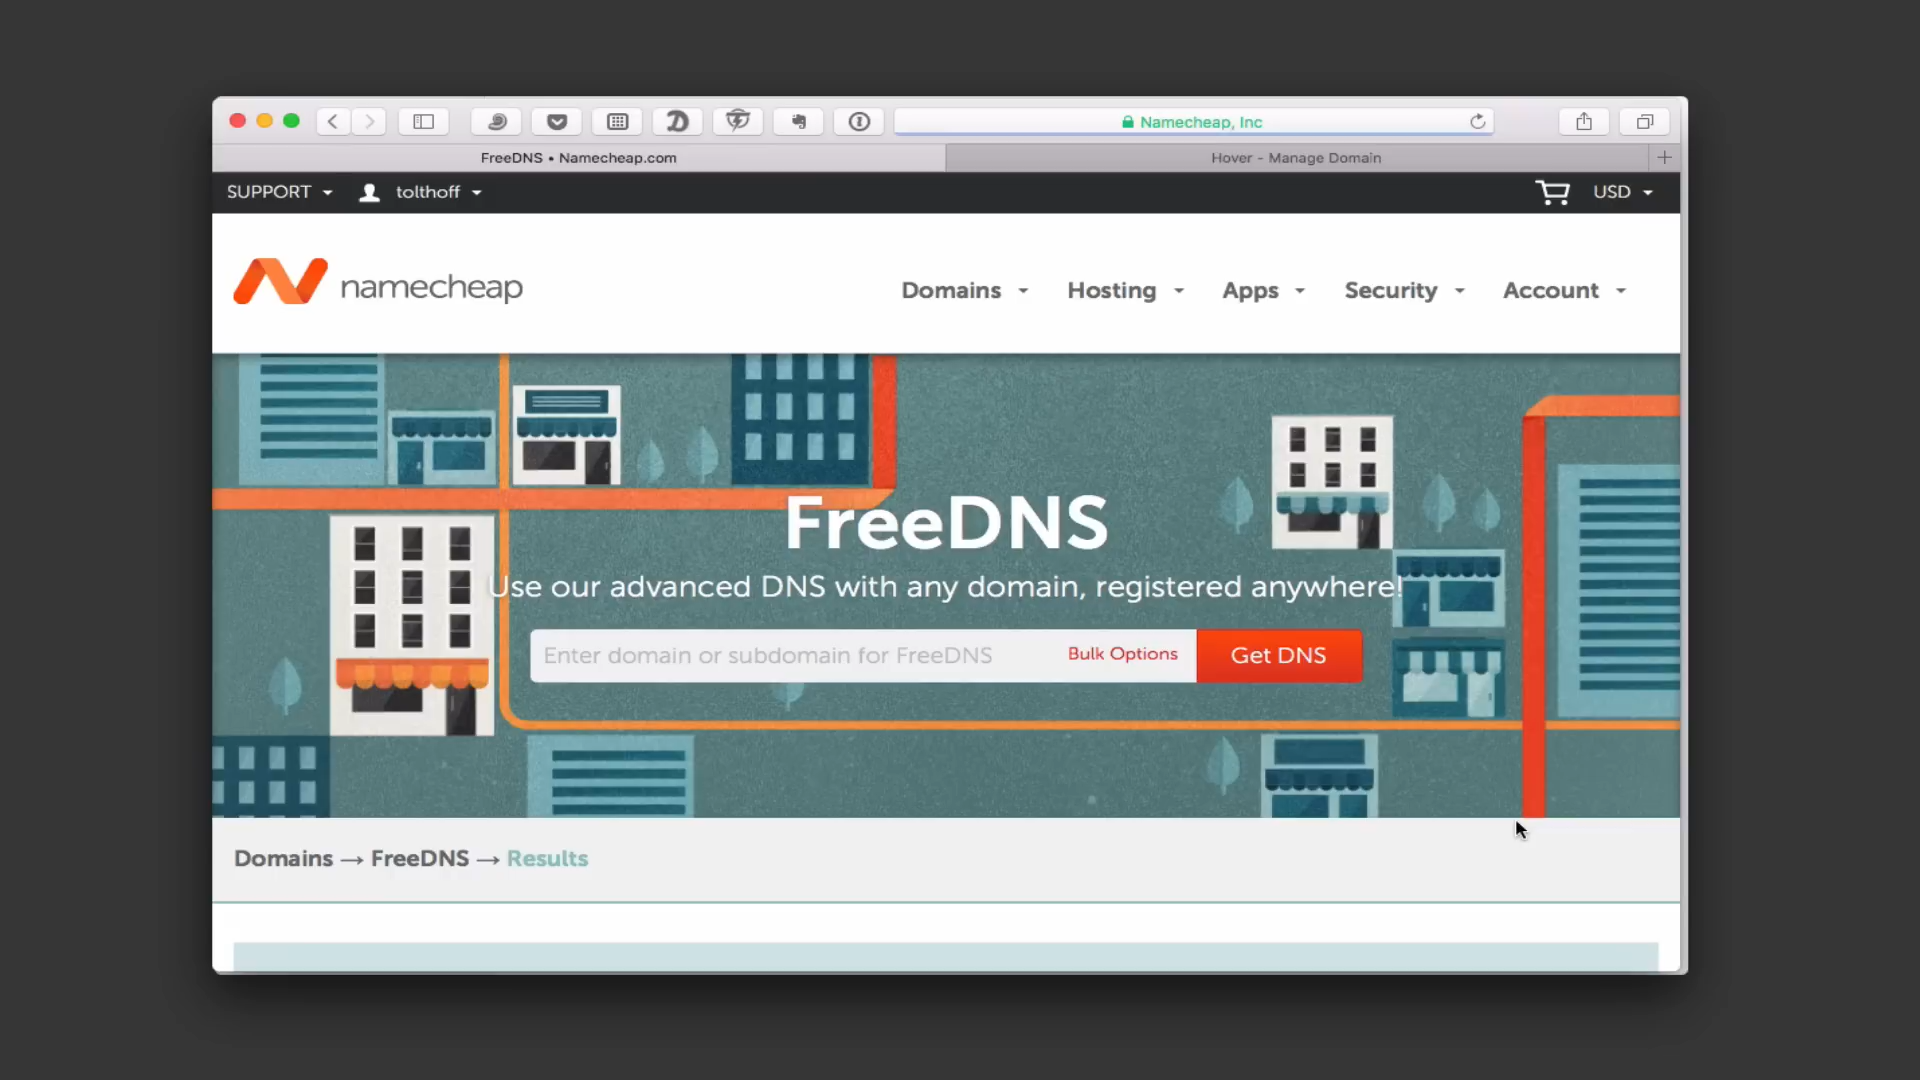 Namecheap, Inc
FreeDNS • Namecheap.com
Hover - Manage Domain
SUPPORT
tolthoff
USD
namecheap
Domains
Hosting
Apps
Security
Account
FreeDNS
Use our advanced DNS with any domain, registered anywhere!
Enter domain or subdomain for FreeDNS
Bulk Options
Get DNS
Domains → FreeDNS → Results